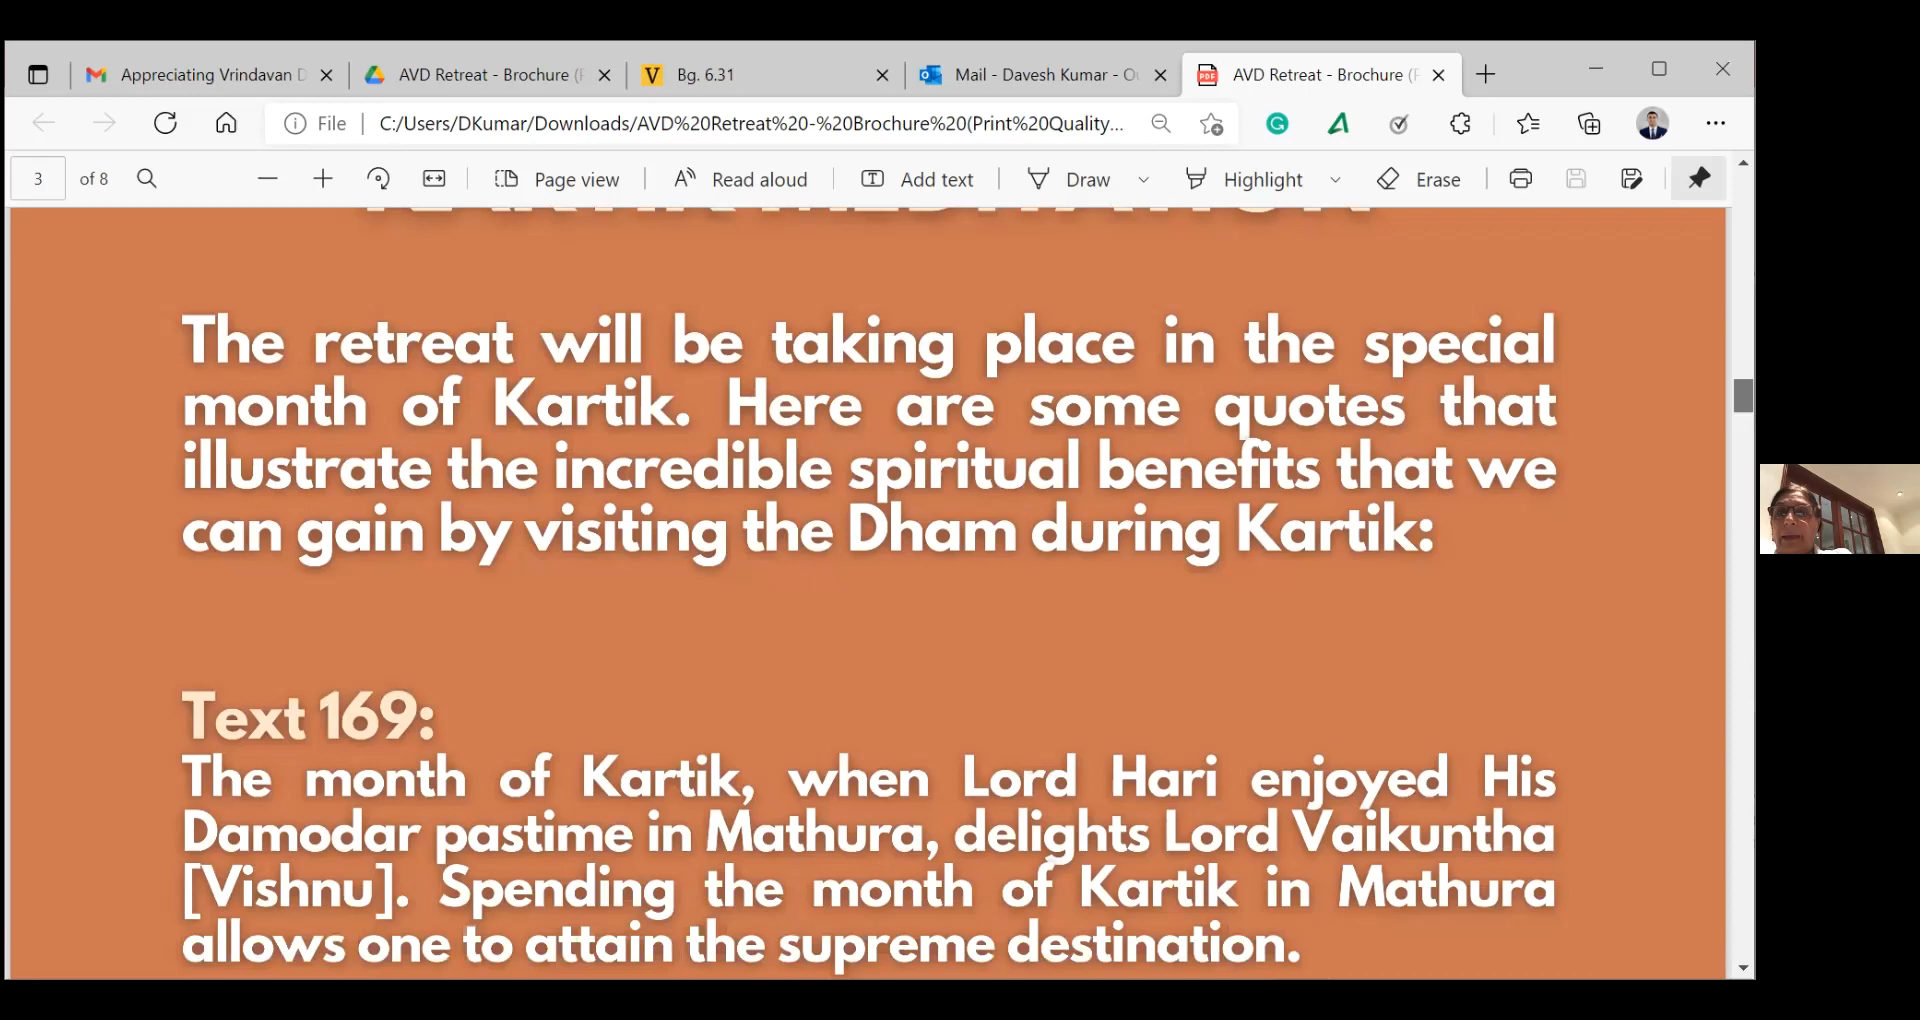 Appreciating Vrindavan D
AVD Retreat - Brochure (F
Bg. 6.31
Mail - Davesh Kumar - O
AVD Retreat - Brochure (F
File
C:/Users/DKumar/Downloads/AVD%20Retreat%20-%20Brochure%20(Print%20Quality...
3 of 8
Page view
Read aloud
Add text
Draw
Highlight
Erase
The retreat will be taking place in the special
month of Kartik. Here are some quotes that
illustrate the incredible spiritual benefits that we
can gain by visiting the Dham during Kartik:
Text 169:
The month of Kartik, when Lord Hari enjoyed His
Damodar pastime in Mathura, delights Lord Vaikuntha
[Vishnu]. Spending the month of Kartik in Mathura
allows one to attain the supreme destination.